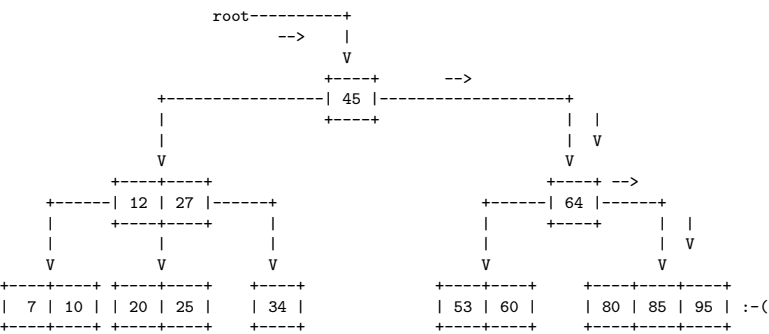 root----------+
                              -->    |
                                     V
                                   +----+       -->
                 +-----------------| 45 |--------------------+
                 |                 +----+                    |  |
                 |                                           |  V
                 V                                           V
            +----+----+                                    +----+ -->
     +------| 12 | 27 |------+                      +------| 64 |------+
     |      +----+----+      |                      |      +----+      |  |
     |           |           |                      |                  |  V
     V           V           V                      V                  V
+----+----+ +----+----+    +----+              +----+----+     +----+----+----+
|  7 | 10 | | 20 | 25 |    | 34 |              | 53 | 60 |     | 80 | 85 | 95 | :-(
+----+----+ +----+----+    +----+              +----+----+     +----+----+----+